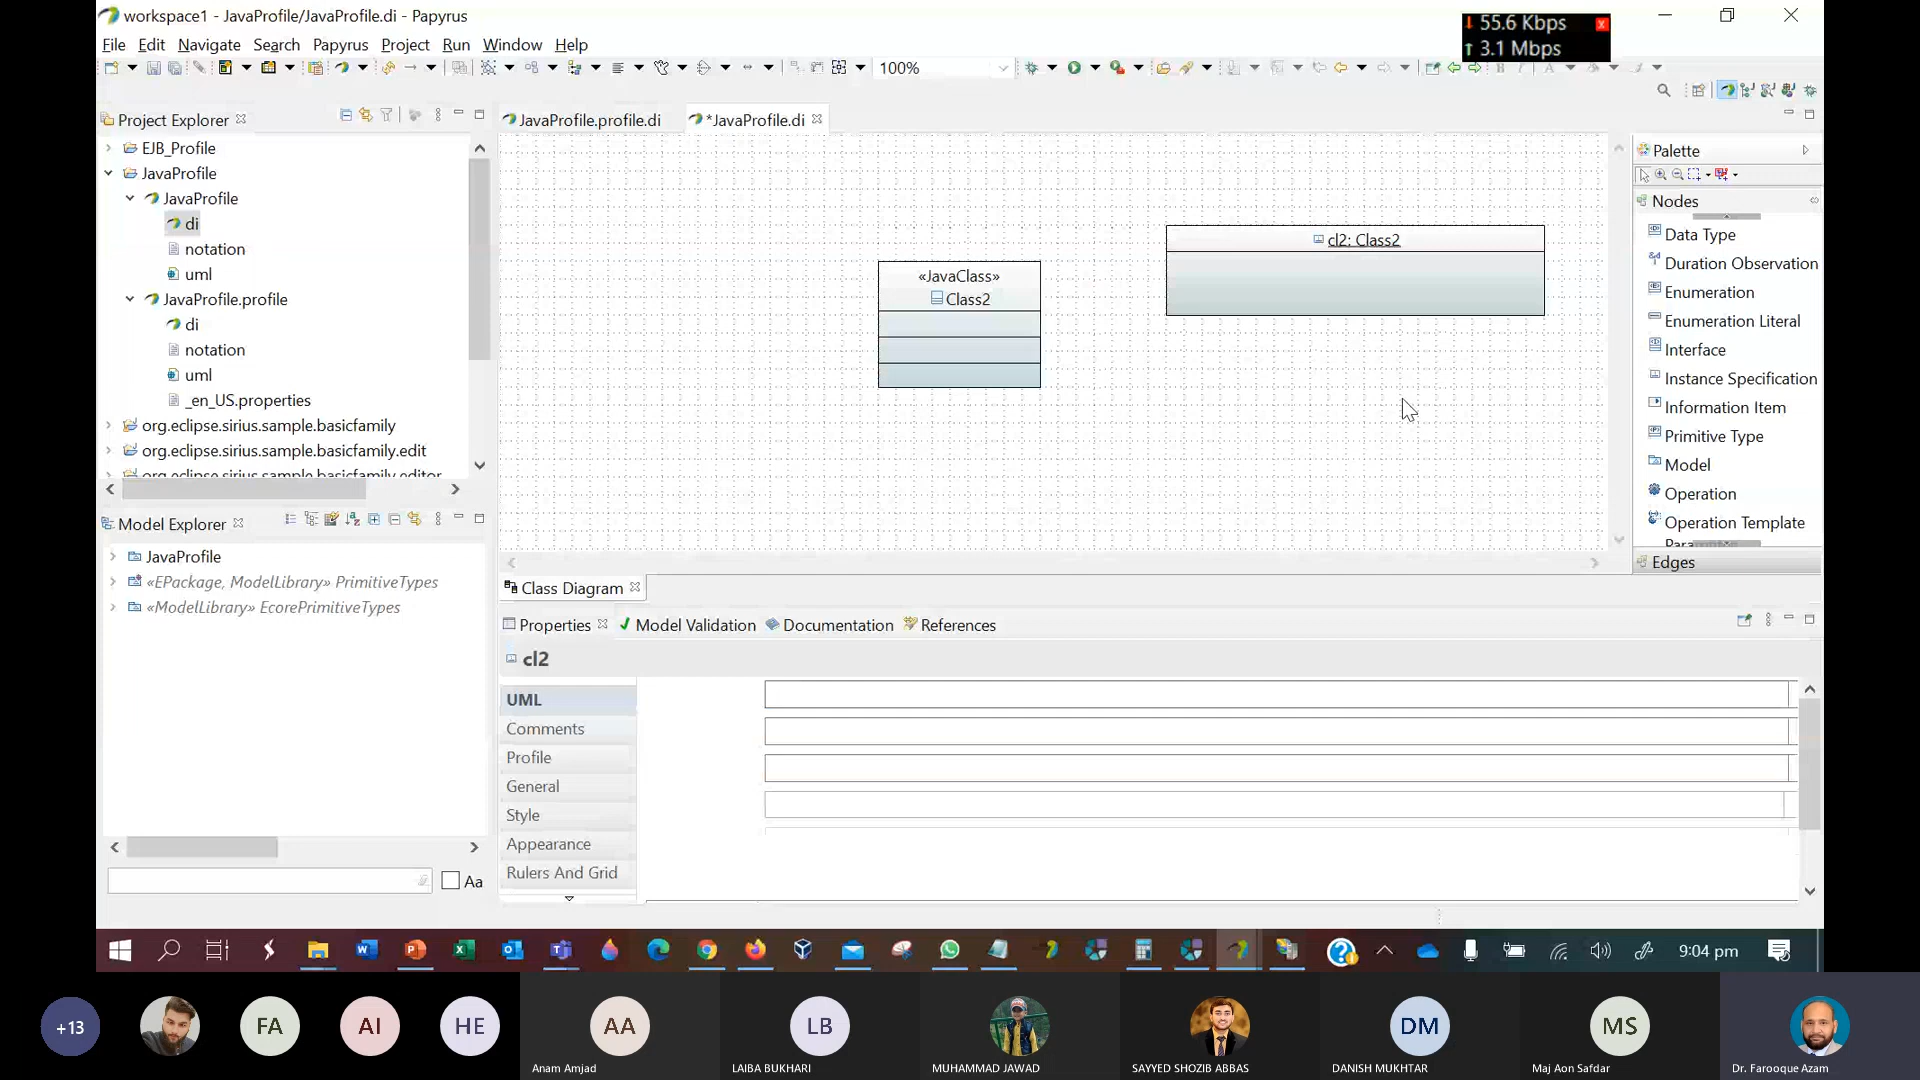 workspace1 - JavaProfile/JavaProfile.di - Papyrus
55.6 Kbps
3.1 Mbps
File Edit Navigate Search Papyrus Project Run Window Help
100%
Project Explorer
JavaProfile.profile.di
*JavaProfile.di
EJB_Profile
JavaProfile
JavaProfile
di
notation
uml
JavaProfile.profile
di
notation
uml
_en_US.properties
org.eclipse.sirius.sample.basicfamily
org.eclipse.sirius.sample.basicfamily.edit
org.eclipse.sirius.sample.basicfamily.editor
«JavaClass»
Class2
cl2: Class2
Palette
Nodes
Data Type
Duration Observation
Enumeration
Enumeration Literal
Interface
Instance Specification
Information Item
Primitive Type
Model
Operation
Operation Template
Edges
Model Explorer
JavaProfile
«EPackage, ModelLibrary» PrimitiveTypes
«ModelLibrary» EcorePrimitiveTypes
Aa
Class Diagram
Properties Model Validation Documentation References
cl2
UML
Comments
Profile
General
Style
Appearance
Rulers And Grid
9:04 pm
+13
FA
AI
HE
AA
LB
DM
MS
Anam Amjad
LAIBA BUKHARI
MUHAMMAD JAWAD
SAYYED SHOZIB ABBAS
DANISH MUKHTAR
Maj Aon Safdar
Dr. Farooque Azam